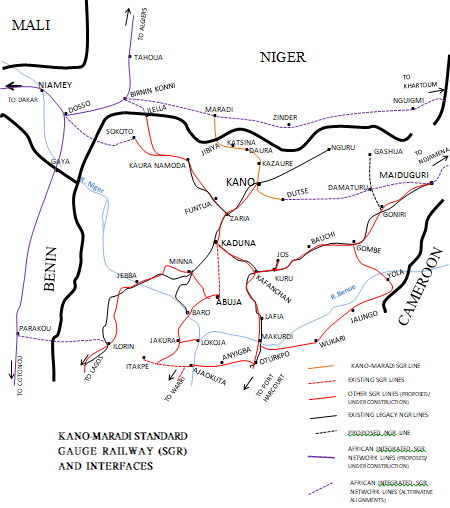 MALI
TO ALGIERS
NIGER
TAHOUA
NIAMEY
TO DAKAR
DOSSO
BIRNIN KONNI
ILELLA
MARADI
ZINDER
TO
KHARTOUM
NGUIGMI
SOKOTO
JIBIYA
KATSINA
DAURA
NGURU
GASHUA
TO
NDJAMENA
GAYA
KAURA NAMODA
KAZAURE
KANO
MAIDUGURI
R. Niger
DUTSE
DAMATURU
FUNTUA
ZARIA
GONIRI
KADUNA
BAUCHI
GOMBE
BENIN
MINNA
JOS
KURU
KAFANCHAN
YOLA
CAMEROON
JEBBA
ABUJA
R.Benue
BARO
LAFIA
JAUNGO
PARAKOU
ILORIN
JAKURA
LOKOJA
MAKURDI
WUKARI
ITAKPE
ANYIGBA
OTURKPO
AJAOKUTA
TO COTONOU
TO LAGOS
TO WARRI
TO PORT
HARCOURT
KANO-MARADI STANDARD
GAUGE RAILWAY (SGR)
AND INTERFACES
KANO-MARADI SGR LINE
EXISTING SGR LINES
OTHER SGR LINES (PROPOSED/
UNDER CONSTRUCTION)
EXISTING LEGACY NGR LINES
PROPOSED NGR LINE
AFRICAN INTEGRATED SGR
NETWORK LINES (PROPOSED/
UNDER CONSTRUCTION)
AFRICAN INTEGRATED SGR
NETWORK LINES (ALTERNATIVE
ALIGNMENTS)